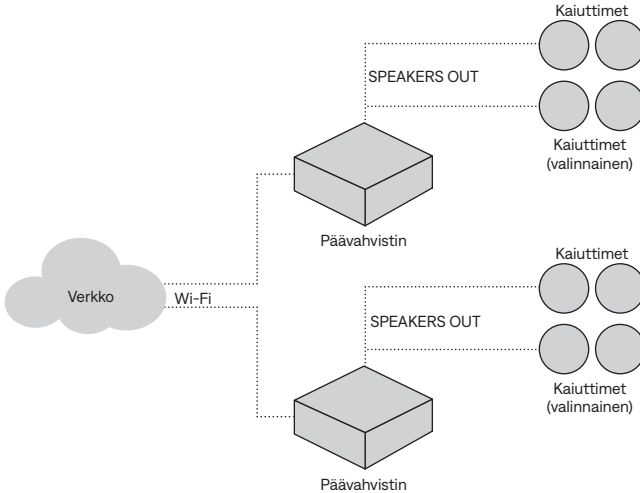 Kaiuttimet
SPEAKERS OUT
Kaiuttimet
(valinnainen)
Päävahvistin
Verkko
Wi-Fi
Kaiuttimet
SPEAKERS OUT
Kaiuttimet
(valinnainen)
Päävahvistin